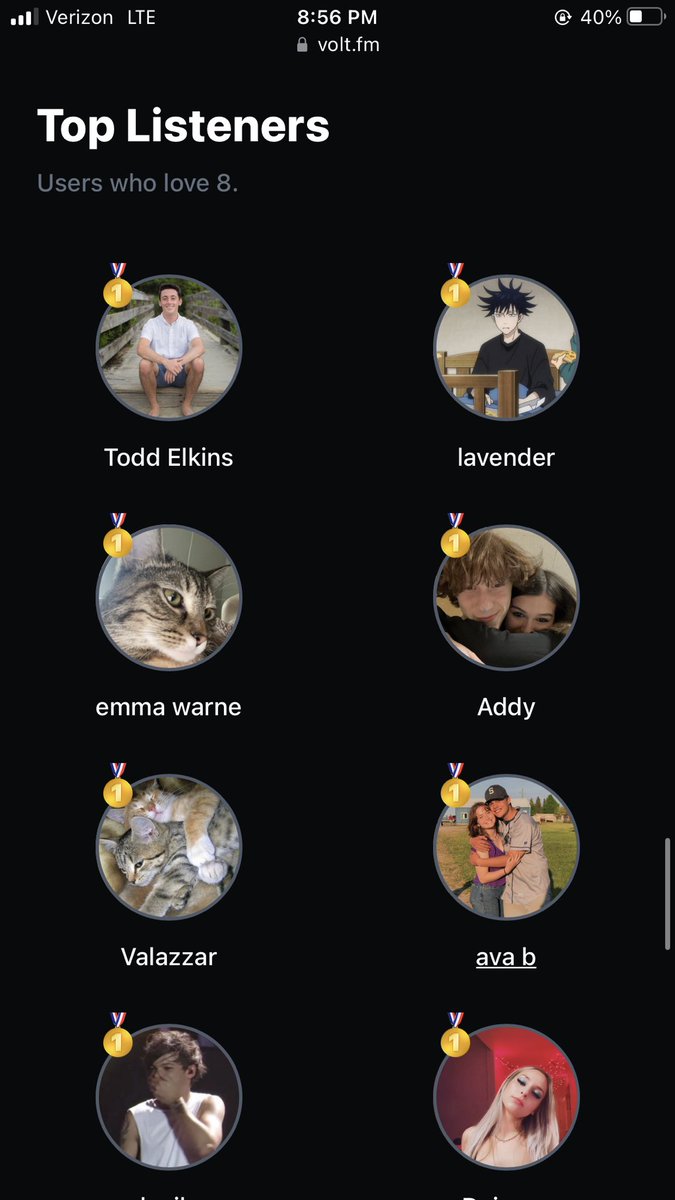 Verizon LTE 8:56 PM 40%
volt.fm
Top Listeners
Users who love 8.
1 1
Todd Elkins lavender
1 1
emma warne Addy
1 1
Valazzar ava b
1 1